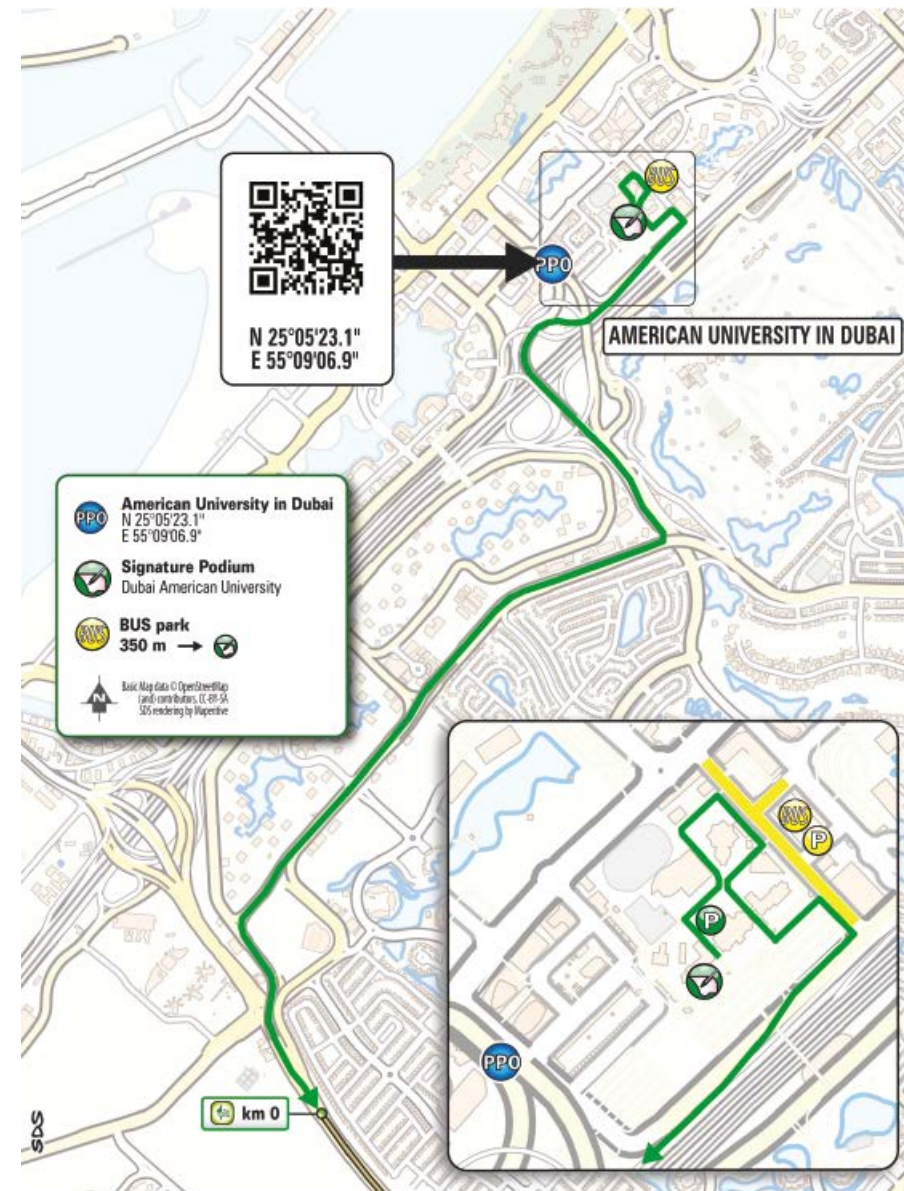 BUS
PPO
N 25°05'23.1"
E 55°09'06.9"
AMERICAN UNIVERSITY IN DUBAI
PPO
American University in Dubai
N 25°05'23.1"
E 55°09'06.9"
Signature Podium
Dubai American University
BUS
BUS park
350 m
N
Basic Map data © OpenStreetMap
(and) contributors, CC-BY-SA
SDS rendering by Maperitive
BUS
P
P
PPO
km 0
SDS